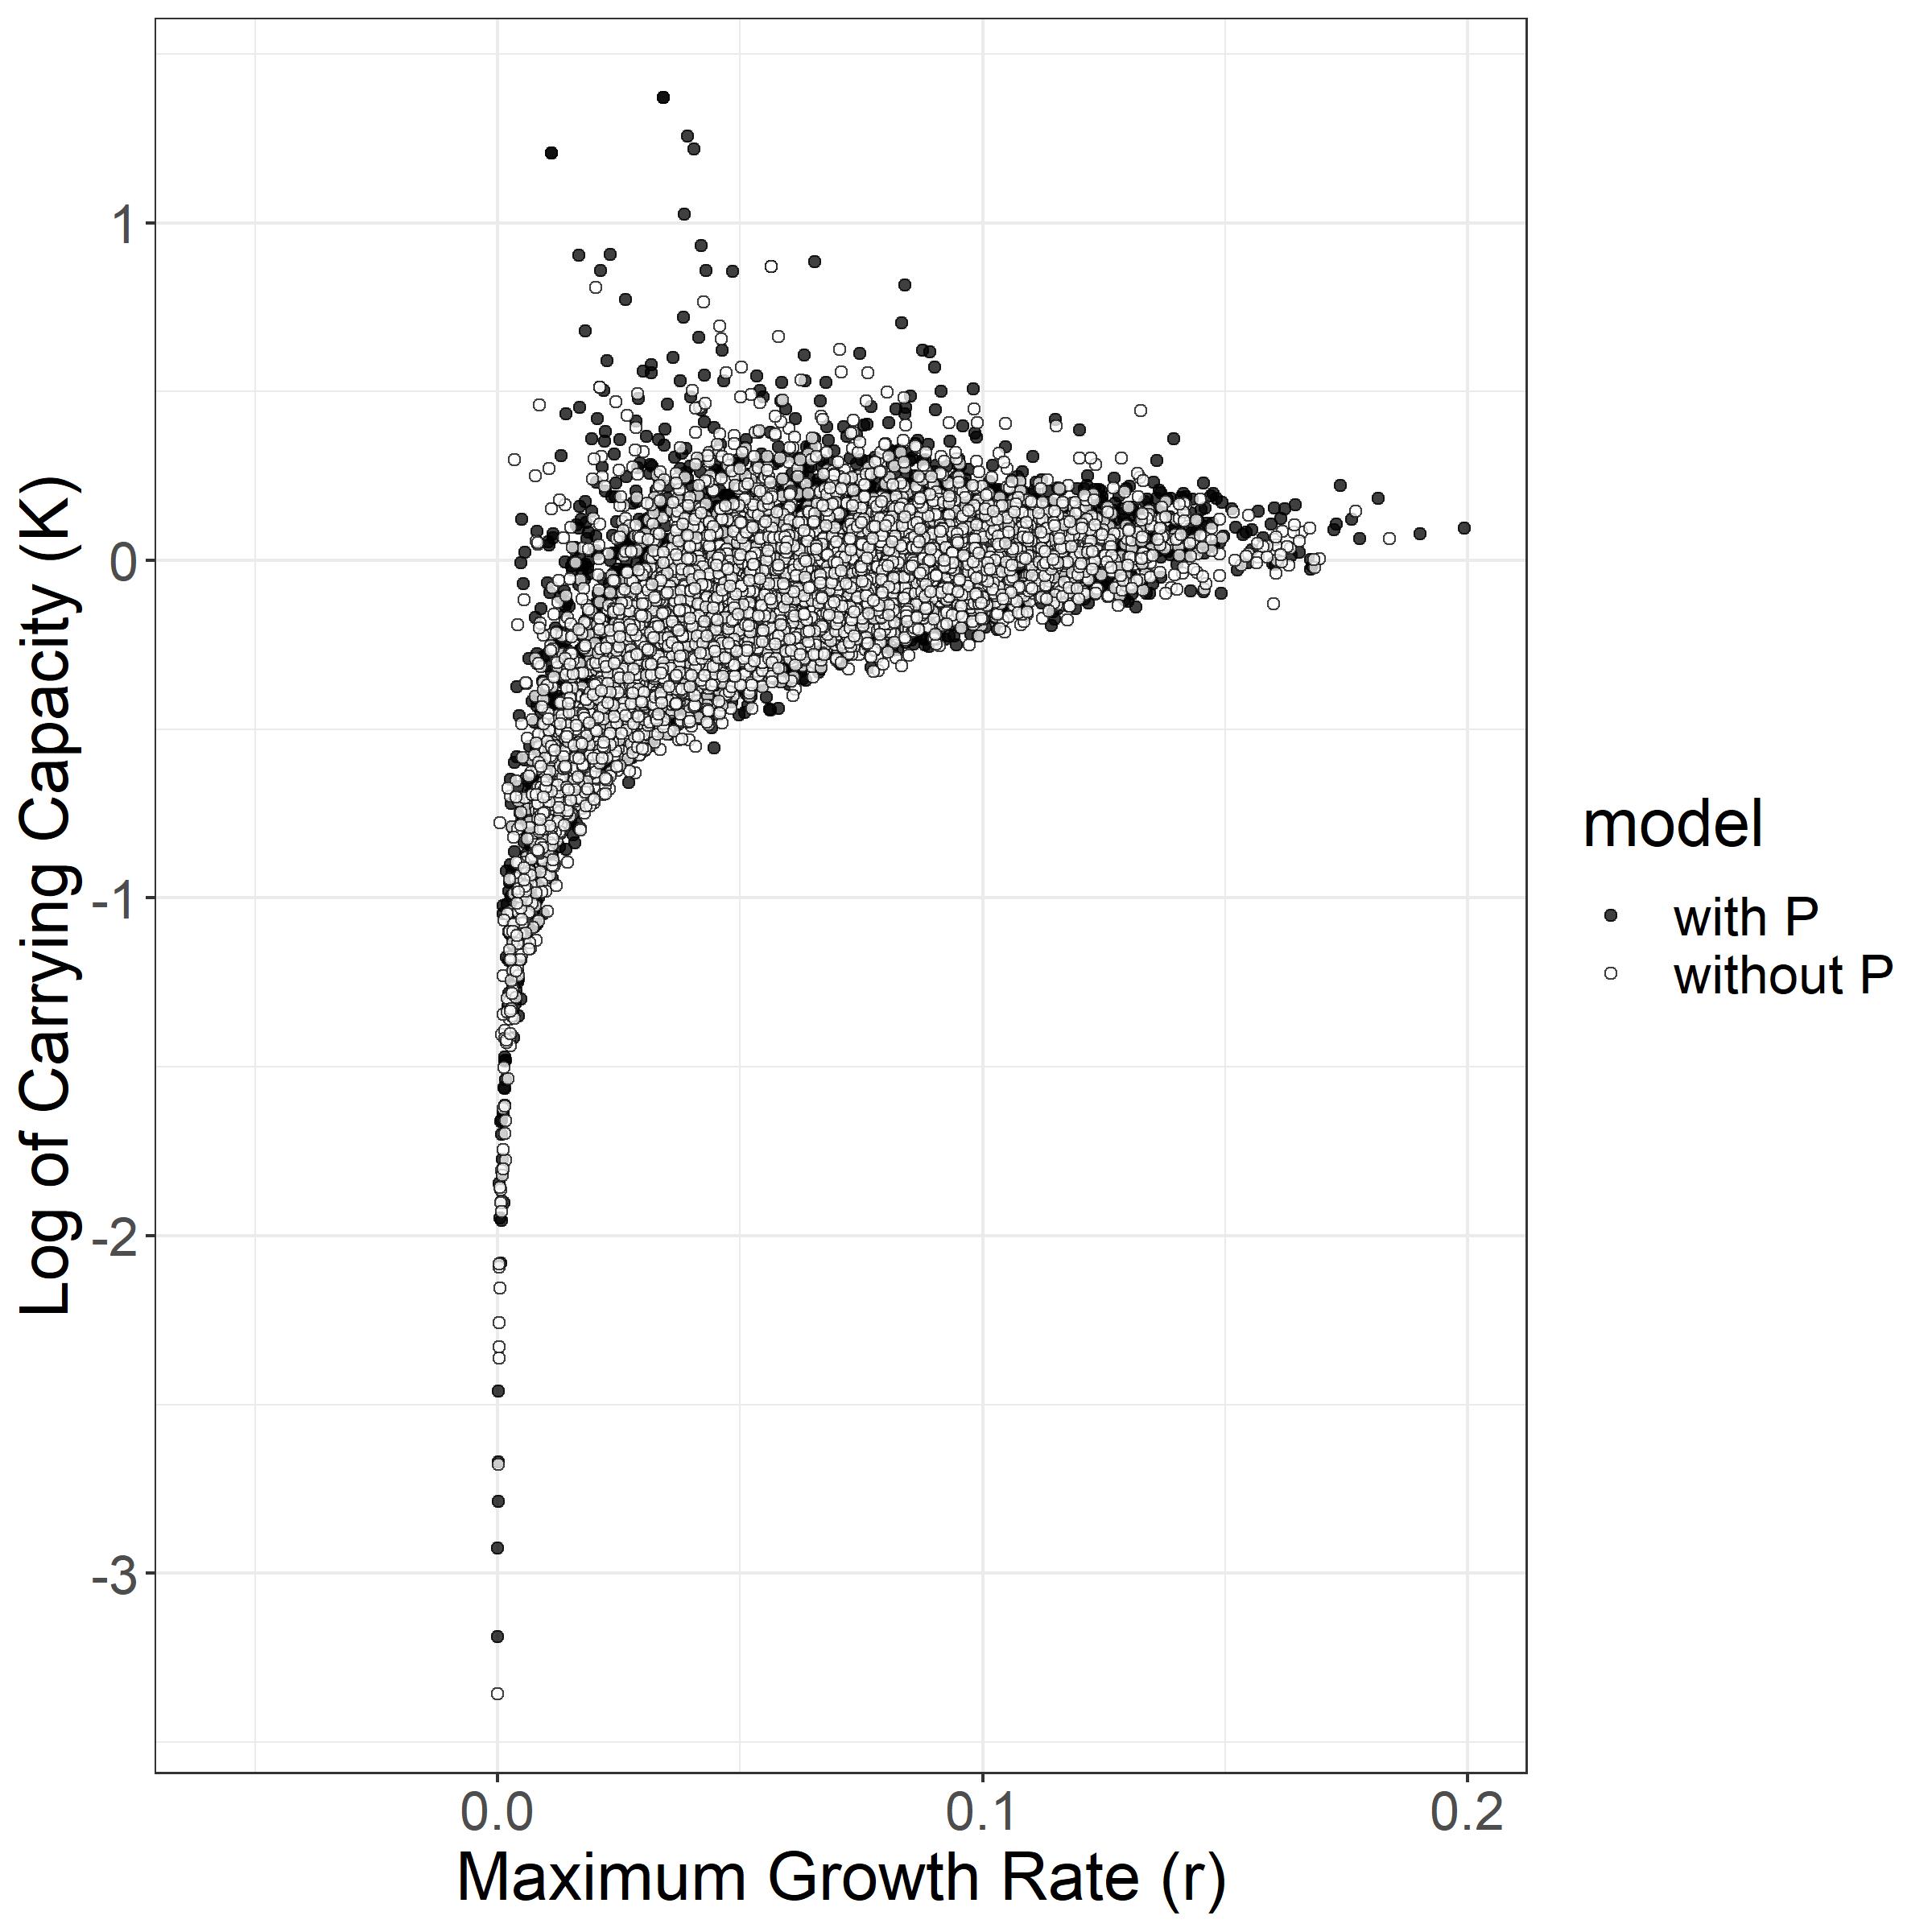 Log of Carrying Capacity (K)
1
0
-1
-2
-3
0.0 0.1 0.2
Maximum Growth Rate (r)
model
with P
without P